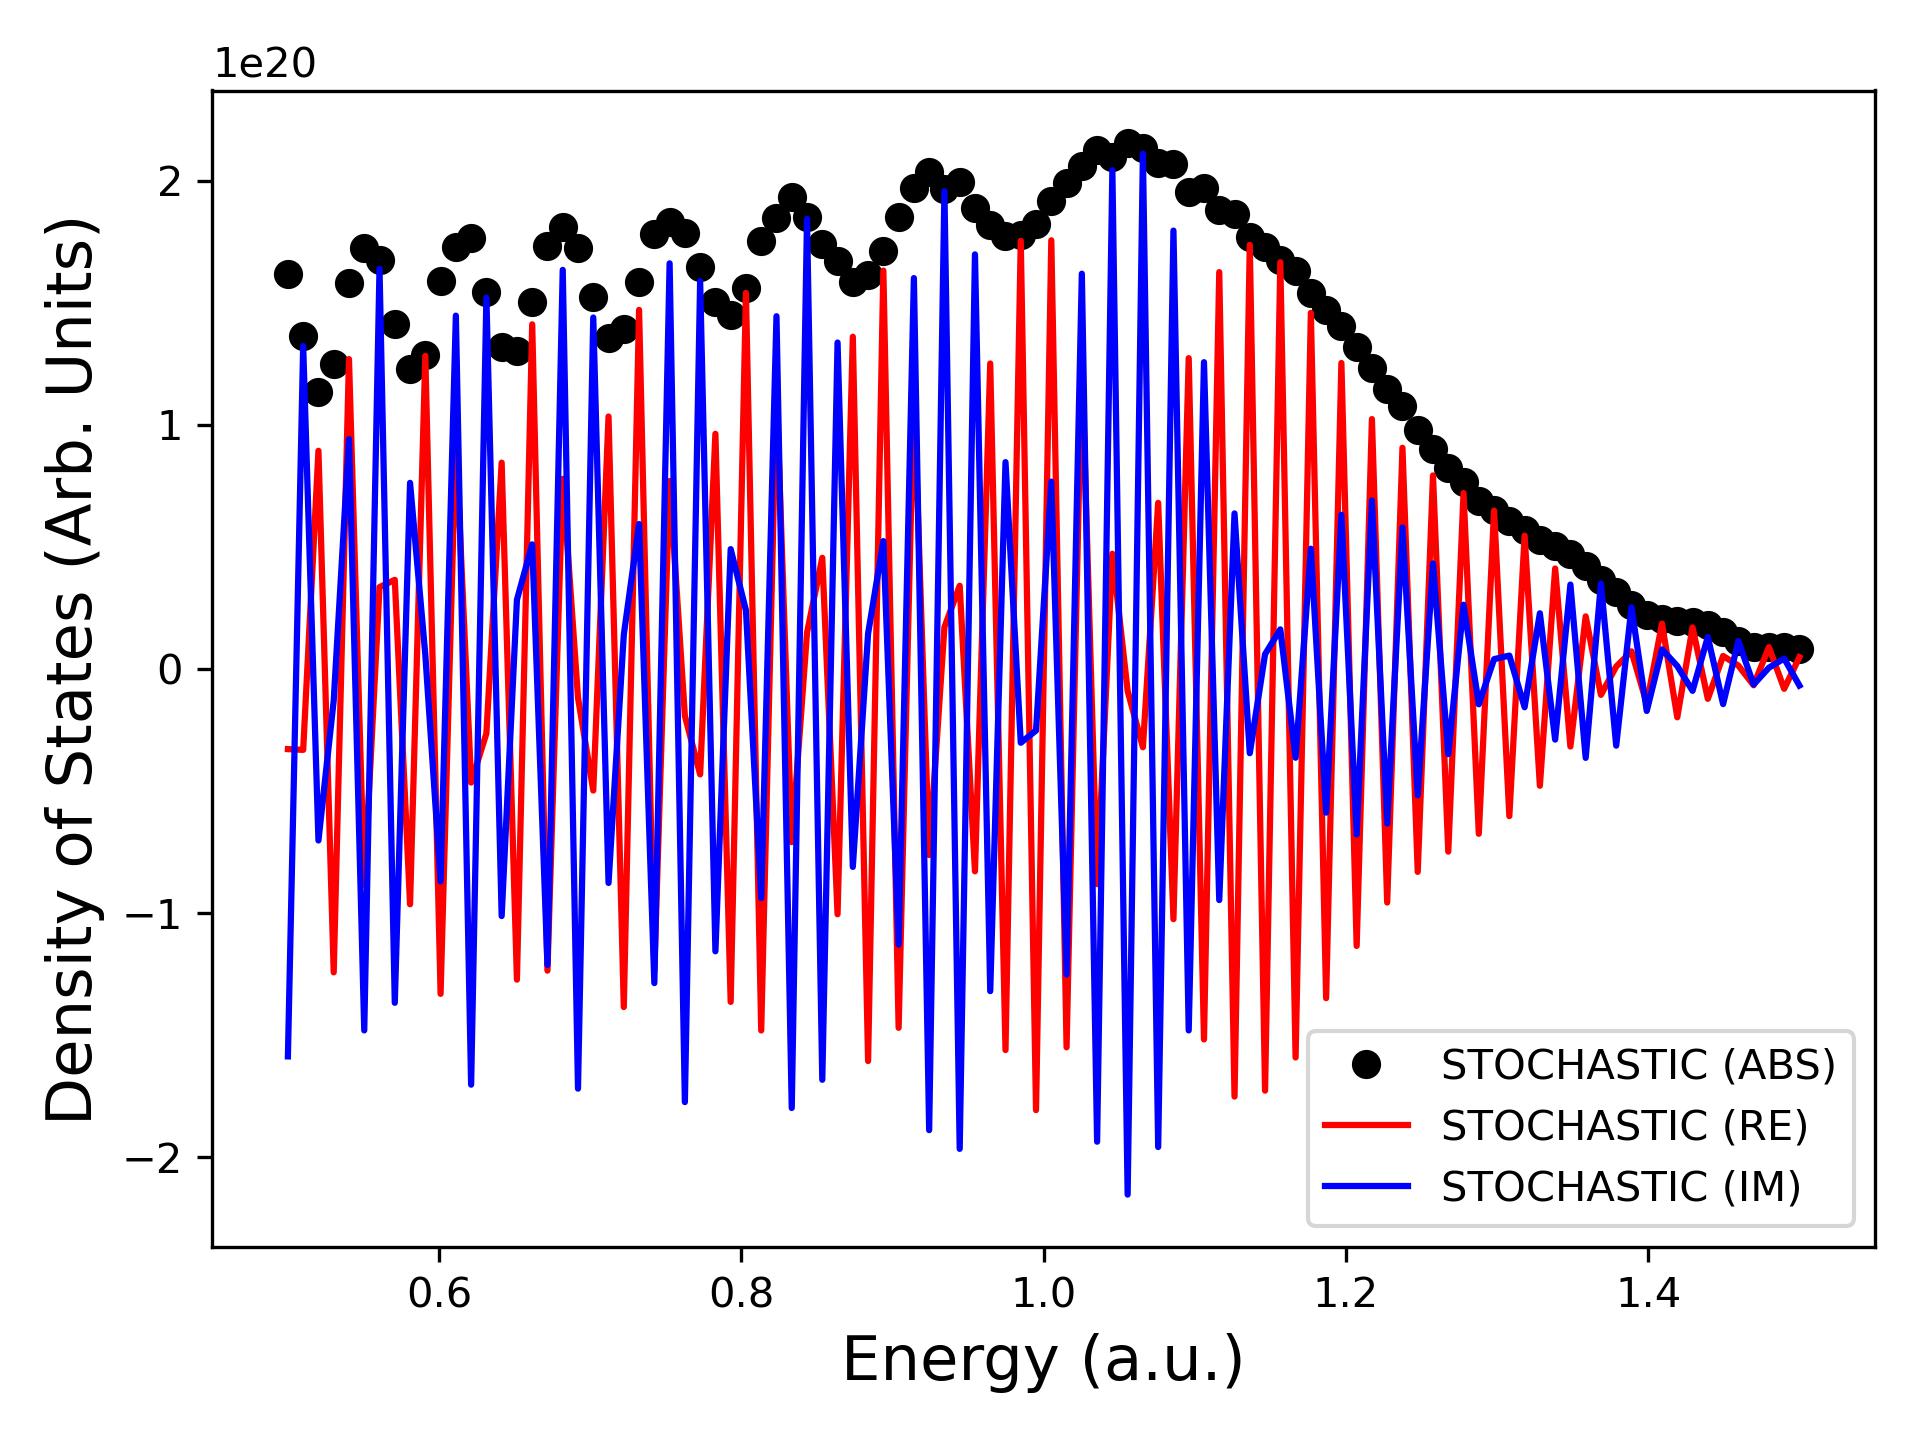 1e20
Density of States (Arb. Units)
2
1
0
−1
−2
STOCHASTIC (ABS)
STOCHASTIC (RE)
STOCHASTIC (IM)
0.6 0.8 1.0 1.2 1.4
Energy (a.u.)